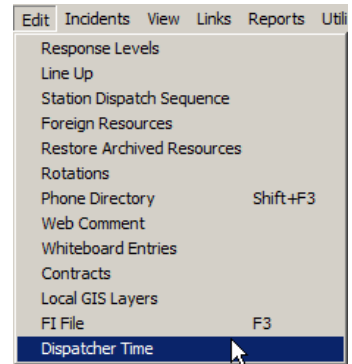 Edit Incidents View Links Reports Utili
Response Levels
Line Up
Station Dispatch Sequence
Foreign Resources
Restore Archived Resources
Rotations
Phone Directory Shift+F3
Web Comment
Whiteboard Entries
Contracts
Local GIS Layers
FI File F3
Dispatcher Time